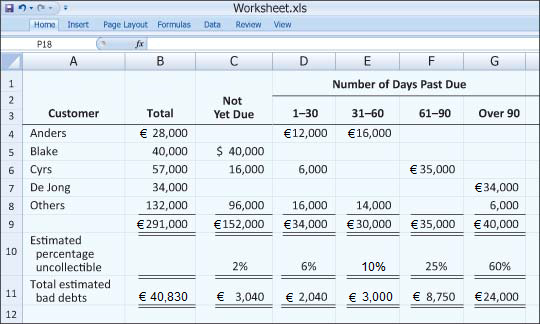 Worksheet.xls
Home Insert Page Layout Formulas Data Review View
P18 fx
A B C D E F G
1 Number of Days Past Due
2 Not
3 Customer Total Yet Due 1–30 31–60 61–90 Over 90
4 Anders € 28,000 €12,000 €16,000
5 Blake 40,000 $ 40,000
6 Cyrs 57,000 16,000 6,000 €35,000
7 De Jong 34,000 €34,000
8 Others 132,000 96,000 16,000 14,000 6,000
9 €291,000 €152,000 €34,000 €30,000 €35,000 €40,000
Estimated
10 percentage
uncollectible 2% 6% 10% 25% 60%
Total estimated
11 bad debts € 40,830 € 3,040 € 2,040 € 3,000 € 8,750 €24,000
12